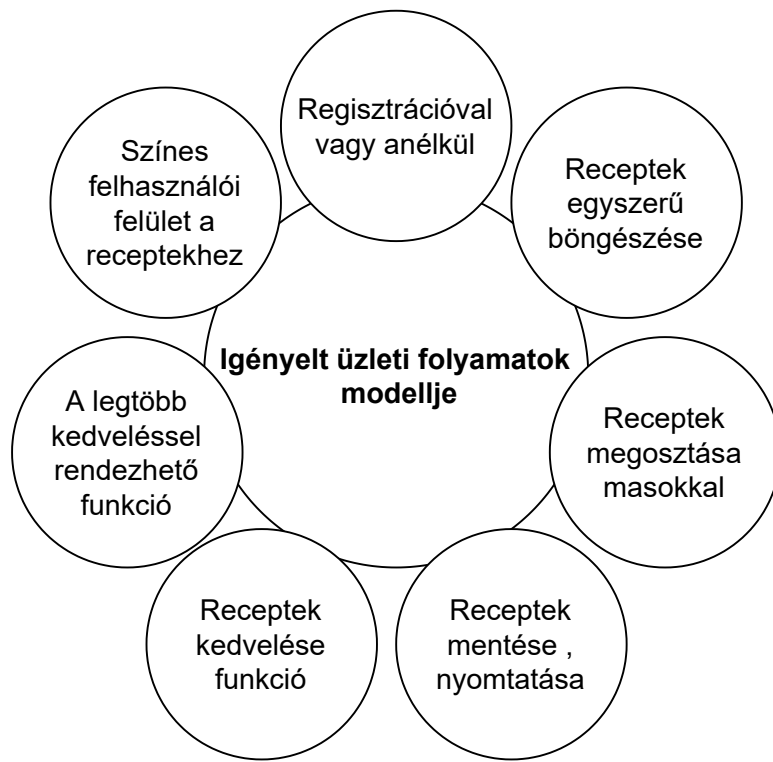 Regisztrációval
vagy anélkül
Receptek
egyszerű
böngészése
Receptek
megosztása
masokkal
Receptek
mentése ,
nyomtatása
Receptek
kedvelése
funkció
A legtöbb
kedveléssel
rendezhető
funkció
Színes
felhasználói
felület a
receptekhez
Igényelt üzleti folyamatok
modellje